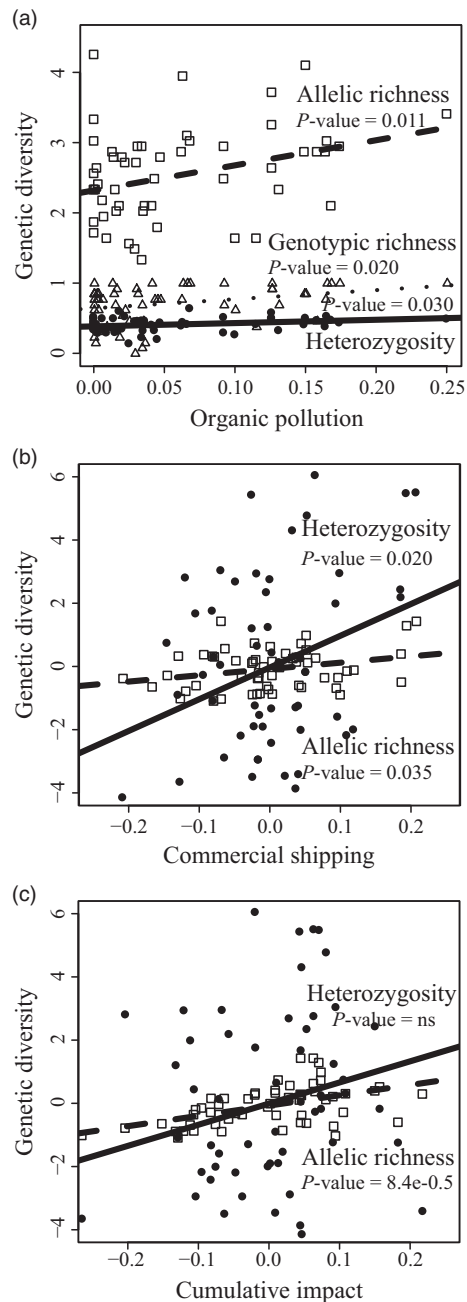 (a)
4
3
2
1
0
Genetic diversity
Allelic richness
P-value = 0.011
Genotypic richness
P-value = 0.020
P-value = 0.030
Heterozygosity
0.00 0.05 0.10 0.15 0.20 0.25
Organic pollution
(b)
6
4
2
0
−2
−4
Genetic diversity
Heterozygosity
P-value = 0.020
Allelic richness
P-value = 0.035
−0.2 −0.1 0.0 0.1 0.2
Commercial shipping
(c)
6
4
2
0
−2
−4
Genetic diversity
Heterozygosity
P-value = ns
Allelic richness
P-value = 8.4e-0.5
−0.2 −0.1 0.0 0.1 0.2
Cumulative impact